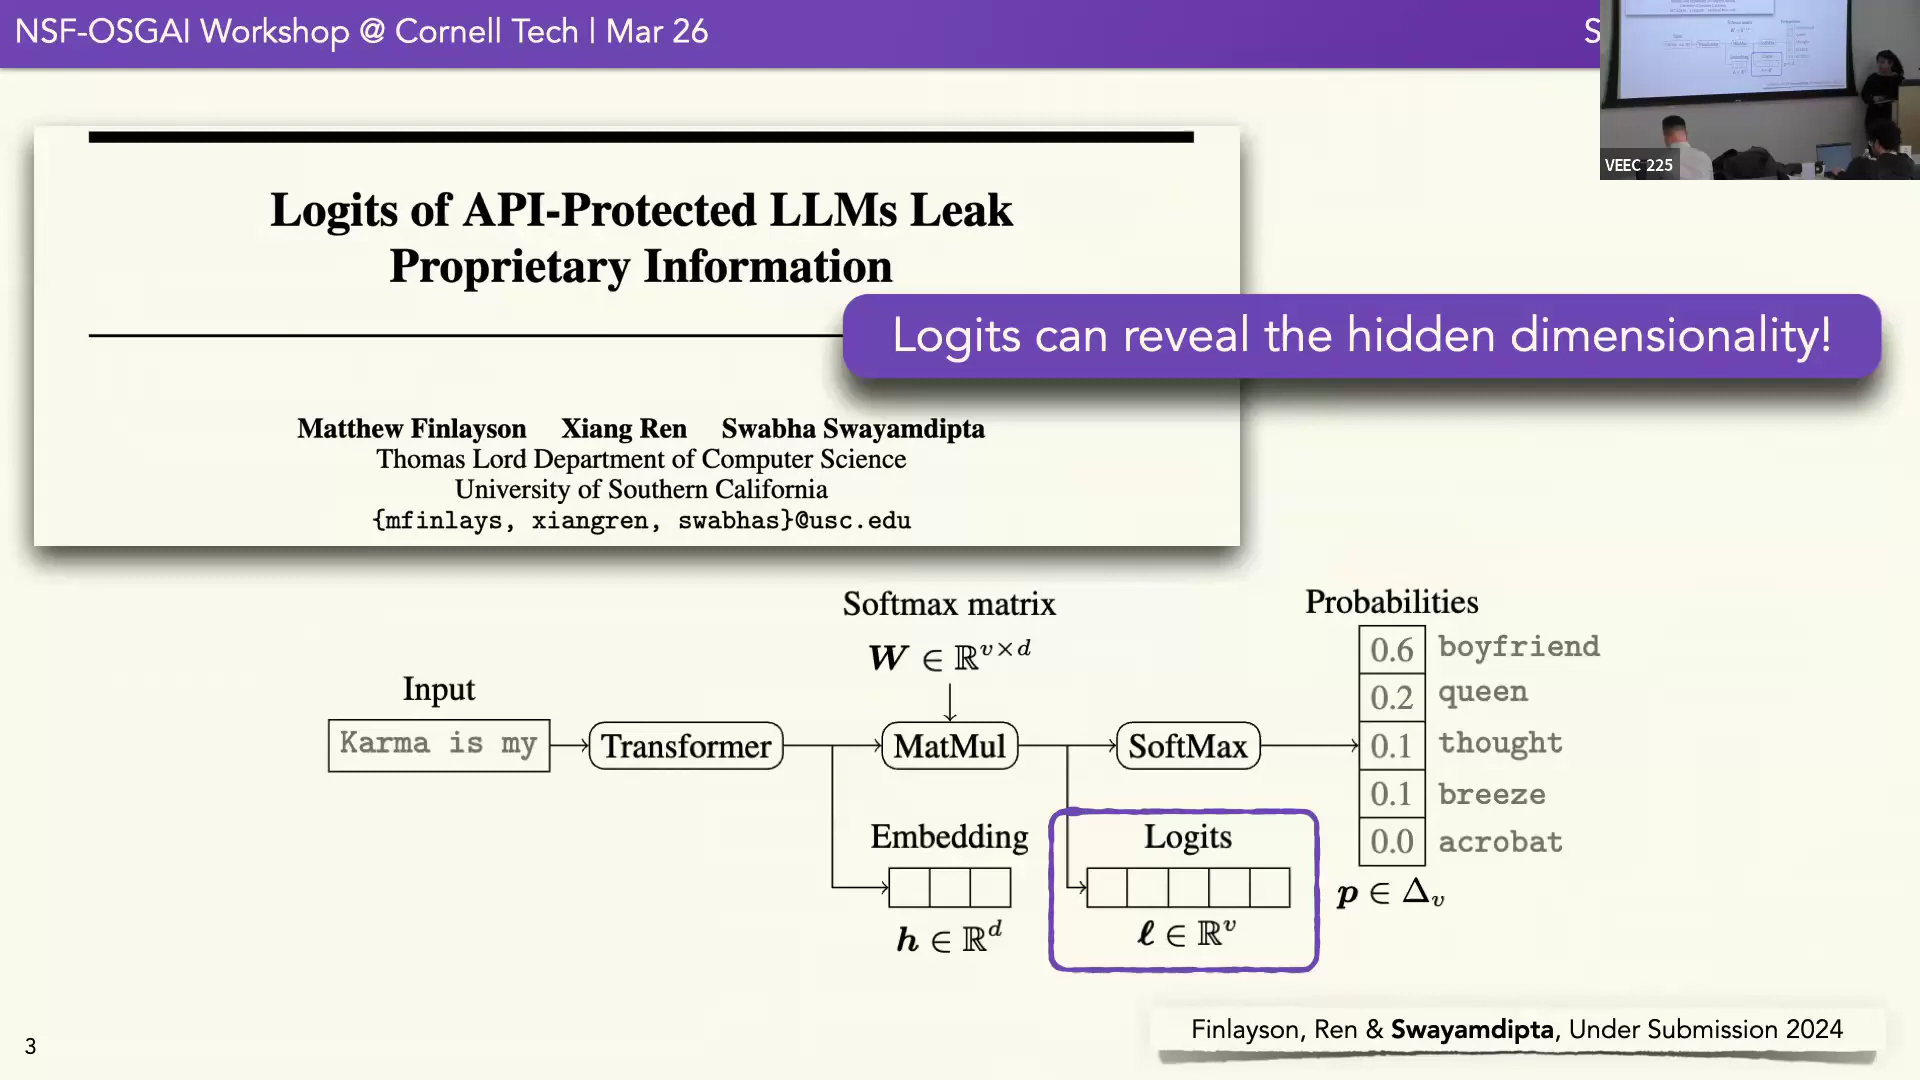 NSF-OSGAI Workshop @ Cornell Tech | Mar 26
S
VEEC 225
Logits of API-Protected LLMs Leak
Proprietary Information
Logits can reveal the hidden dimensionality!
Matthew Finlayson Xiang Ren Swabha Swayamdipta
Thomas Lord Department of Computer Science
University of Southern California
{mfinlays, xiangren, swabhas}@usc.edu
Softmax matrix
W ∈ ℝ^{v×d}
Probabilities
Input
Karma is my
Transformer
MatMul
SoftMax
0.6 boyfriend
0.2 queen
0.1 thought
0.1 breeze
0.0 acrobat
p ∈ Δ_v
Embedding
h ∈ ℝ^d
Logits
ℓ ∈ ℝ^v
Finlayson, Ren & Swayamdipta, Under Submission 2024
3